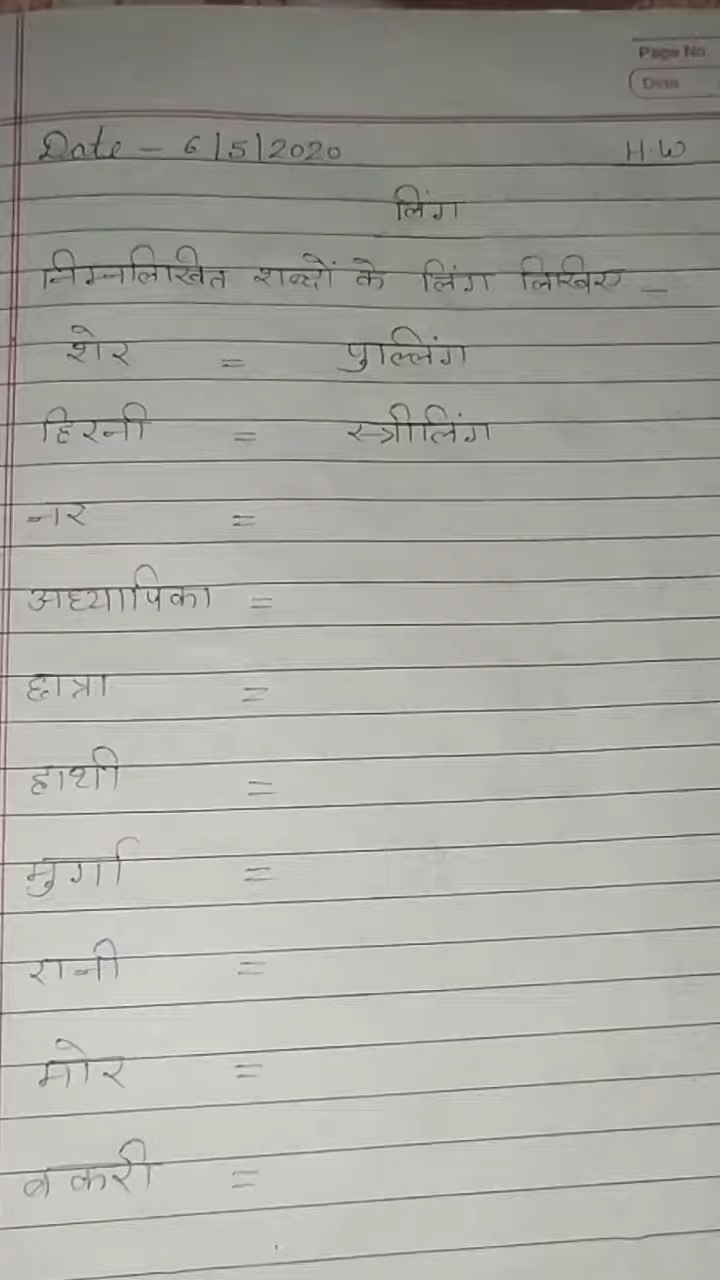 Page No.
Date
Date - 6/5/2020 H.W
लिंग
निम्नलिखित शब्दों के लिंग लिखिए -
शेर = पुल्लिंग
हिरनी = स्त्रीलिंग
नर =
अध्यापिका =
छात्रा =
हाथी =
मुर्गा =
रानी =
मोर =
बकरी =